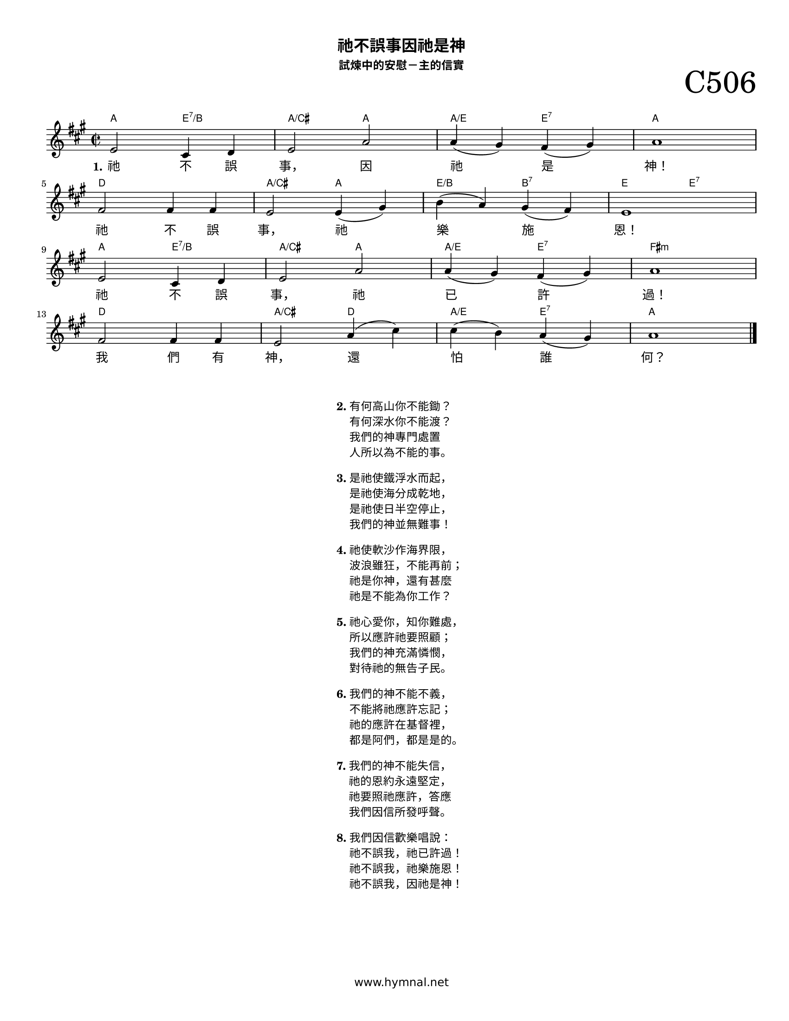 祂不誤事因祂是神
試煉中的安慰－主的信實
C506
A E7/B A/C♯ A A/E E7 A
1. 祂 不 誤 事， 因 祂 是 神！
5
D A/C♯ A E/B B7 E E7
祂 不 誤 事， 祂 樂 施 恩！
9
A E7/B A/C♯ A A/E E7 F♯m
祂 不 誤 事， 祂 已 許 過！
13
D A/C♯ D A/E E7 A
我 們 有 神， 還 怕 誰 何？
2. 有何高山你不能鋤？
有何深水你不能渡？
我們的神專門處置
人所以為不能的事。
3. 是祂使鐵浮水而起，
是祂使海分成乾地，
是祂使日半空停止，
我們的神並無難事！
4. 祂使軟沙作海界限，
波浪雖狂，不能再前；
祂是你神，還有甚麼
祂是不能為你工作？
5. 祂心愛你，知你難處，
所以應許祂要照顧；
我們的神充滿憐憫，
對待祂的無告子民。
6. 我們的神不能不義，
不能將祂應許忘記；
祂的應許在基督裡，
都是阿們，都是是的。
7. 我們的神不能失信，
祂的恩約永遠堅定，
祂要照祂應許，答應
我們因信所發呼聲。
8. 我們因信歡樂唱說：
祂不誤我，祂已許過！
祂不誤我，祂樂施恩！
祂不誤我，因祂是神！
www.hymnal.net